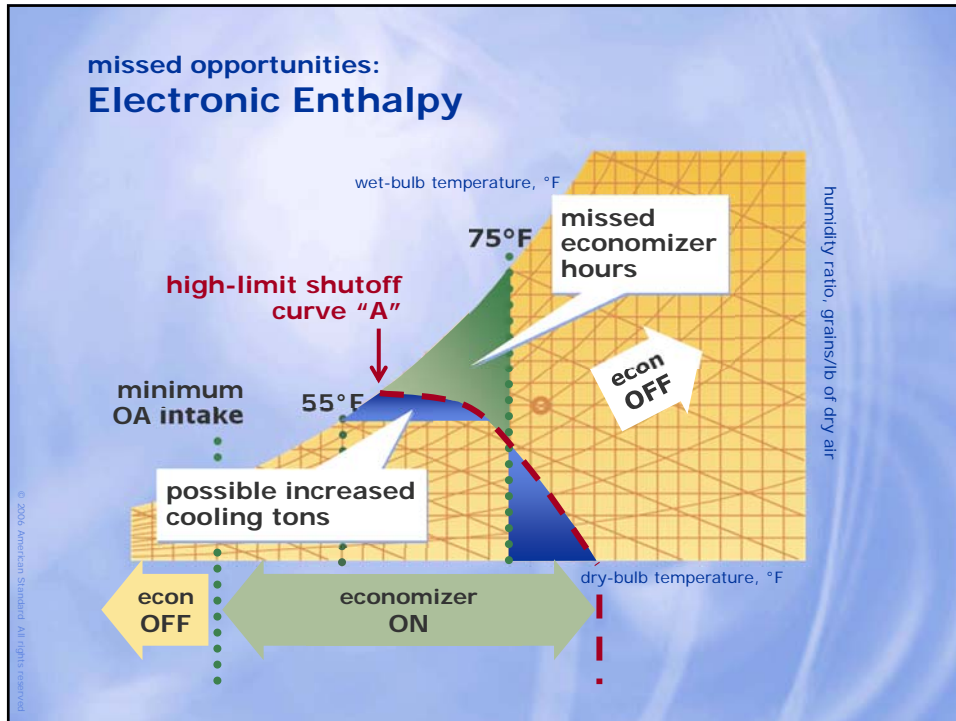 missed opportunities:
Electronic Enthalpy
wet-bulb temperature, °F
missed
economizer
hours
75°F
high-limit shutoff
curve “A”
humidity ratio, grains/lb of dry air
econ
OFF
minimum
OA intake
55°F
possible increased
cooling tons
dry-bulb temperature, °F
econ
OFF
economizer
ON
© 2006 American Standard All rights reserved